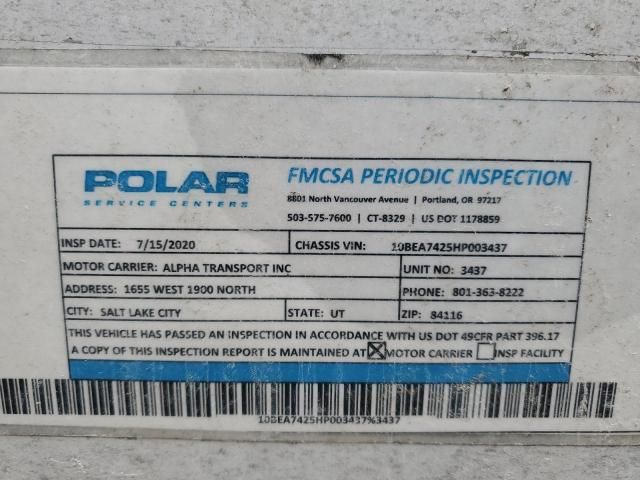 POLAR
SERVICE CENTERS
FMCSA PERIODIC INSPECTION
8801 North Vancouver Avenue | Portland, OR 97217
503-575-7600 | CT-8329 | US DOT 1178859
INSP DATE: 7/15/2020 CHASSIS VIN: 10BEA7425HP003437
MOTOR CARRIER: ALPHA TRANSPORT INC UNIT NO: 3437
ADDRESS: 1655 WEST 1900 NORTH PHONE: 801-363-8222
CITY: SALT LAKE CITY STATE: UT ZIP: 84116
THIS VEHICLE HAS PASSED AN INSPECTION IN ACCORDANCE WITH US DOT 49CFR PART 396.17
A COPY OF THIS INSPECTION REPORT IS MAINTAINED AT ☒ MOTOR CARRIER ☐ INSP FACILITY
10BEA7425HP003437%3437